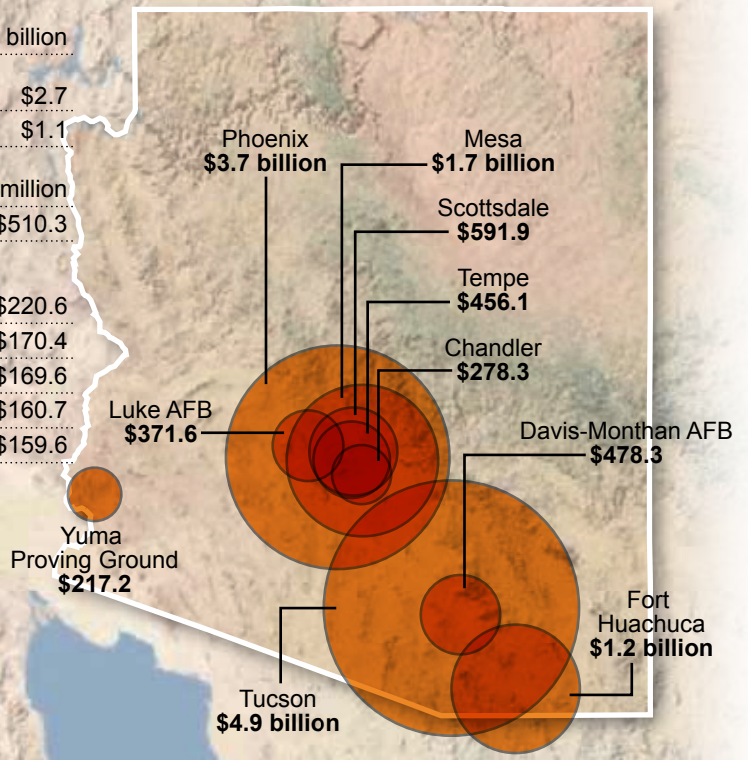 billion
$2.7
$1.1
million
$510.3
$220.6
$170.4
$169.6
$160.7
$159.6
Phoenix
$3.7 billion
Mesa
$1.7 billion
Scottsdale
$591.9
Tempe
$456.1
Chandler
$278.3
Luke AFB
$371.6
Davis-Monthan AFB
$478.3
Yuma
Proving Ground
$217.2
Fort
Huachuca
$1.2 billion
Tucson
$4.9 billion